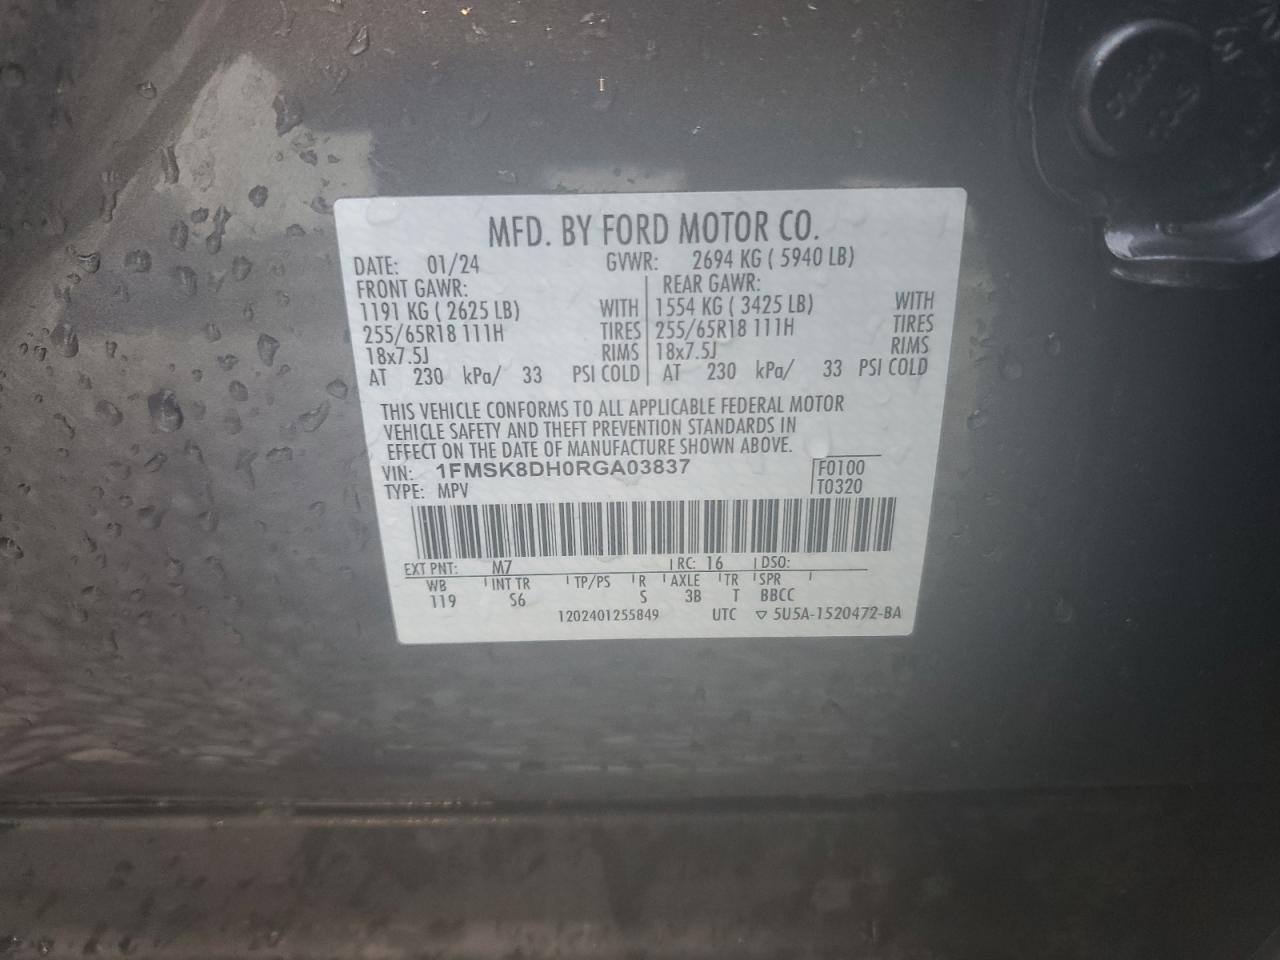 MFD. BY FORD MOTOR CO.
DATE: 01/24 GVWR: 2694 KG ( 5940 LB)
FRONT GAWR: REAR GAWR:
1191 KG ( 2625 LB) WITH 1554 KG ( 3425 LB) WITH
255/65R18 111H TIRES 255/65R18 111H TIRES
18x7.5J RIMS 18x7.5J RIMS
AT 230 kPa/ 33 PSI COLD AT 230 kPa/ 33 PSI COLD
THIS VEHICLE CONFORMS TO ALL APPLICABLE FEDERAL MOTOR
VEHICLE SAFETY AND THEFT PREVENTION STANDARDS IN
EFFECT ON THE DATE OF MANUFACTURE SHOWN ABOVE.
VIN: 1FMSK8DH0RGA03837 F0100
TYPE: MPV T0320
EXT PNT: M7 RC: 16 DSO:
WB INT TR TP/PS R AXLE TR SPR
119 S6 S 3B T BBCC
1202401255849 UTC ▽ 5U5A-1520472-BA